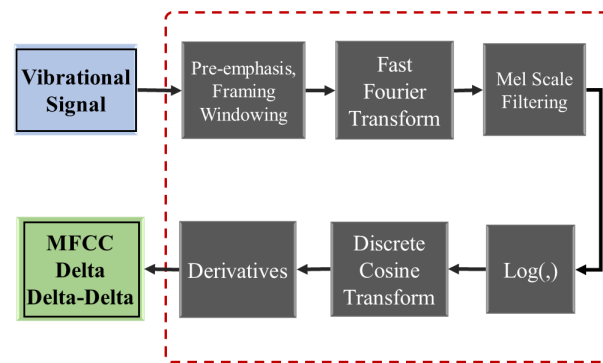 Vibrational
Signal
Pre-emphasis,
Framing
Windowing
Fast
Fourier
Transform
Mel Scale
Filtering
MFCC
Delta
Delta-Delta
Derivatives
Discrete
Cosine
Transform
Log(,)